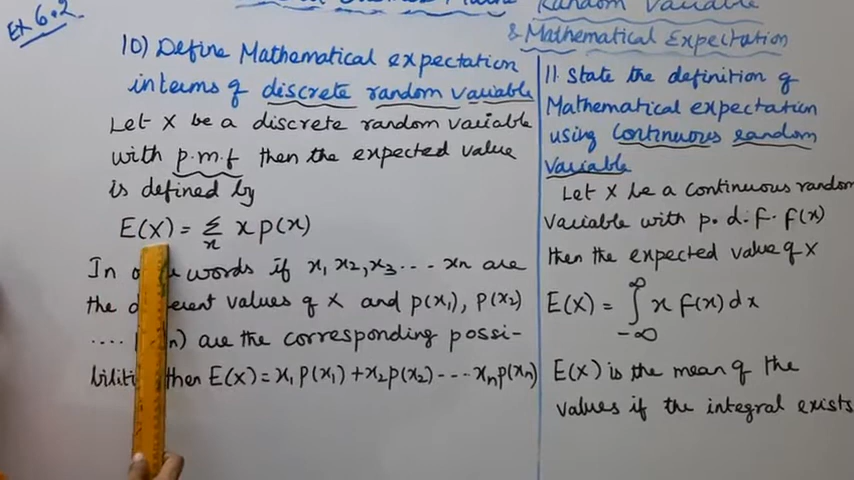 Random Variable
& Mathematical Expectation
Ex 6.2
10) Define Mathematical expectation
interms of discrete random variable
Let X be a discrete random variable
with p.m.f then the expected value
is defined by
E(X) = Σₓ x p(x)
In words if x₁ x₂, x₃ ... xₙ are
the values of X and p(x₁), p(x₂)
.... are the corresponding possi-
then E(X) = x₁ p(x₁) + x₂ p(x₂) ---- xₙ p(xₙ)
11. State the definition of
Mathematical expectation
using Continuous random
Variable
Let X be a continuous random
variable with p.d.f. f(x)
then the expected value of X
E(X) = ∫₋∞^∞ x f(x) dx
E(X) is the mean of the
values if the integral exists